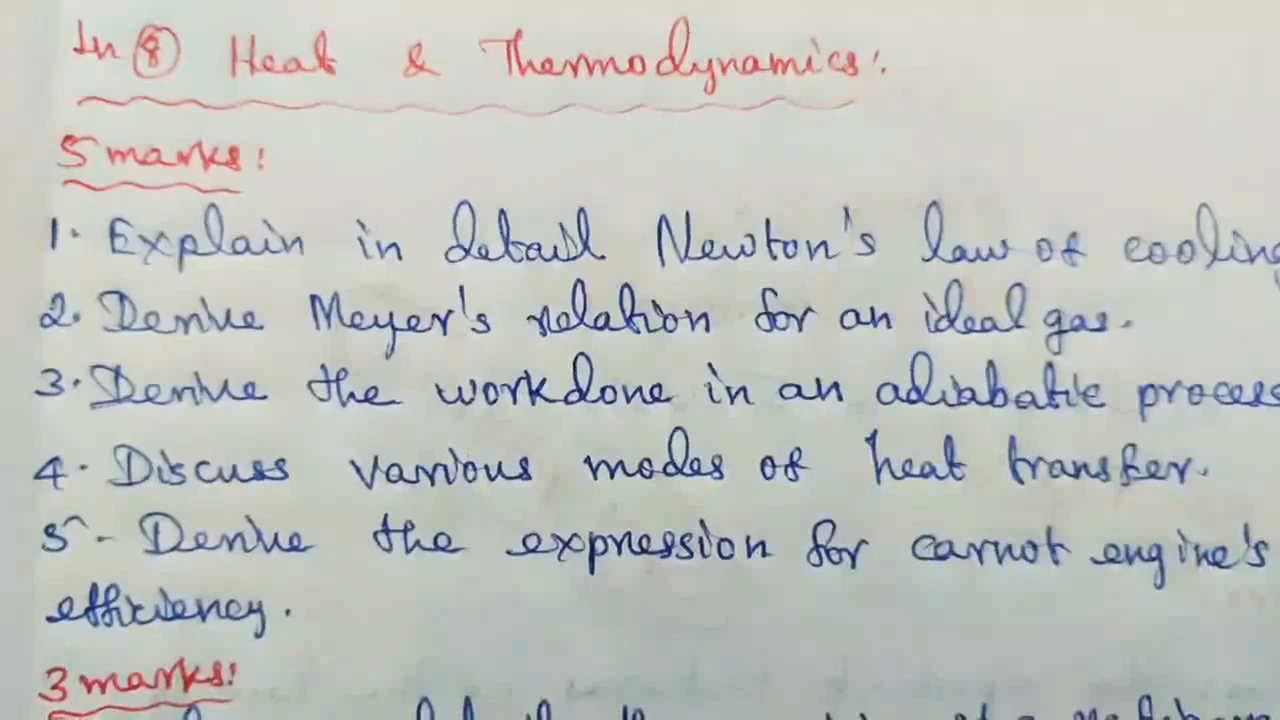 In ⑧ Heat & Thermodynamics:
5 marks:
1. Explain in detail Newton's law of cooling
2. Derive Meyer's relation for an ideal gas.
3. Derive the workdone in an adiabatic process
4. Discuss various modes of heat transfer.
5. Derive the expression for carnot engine's
efficiency.
3 marks: